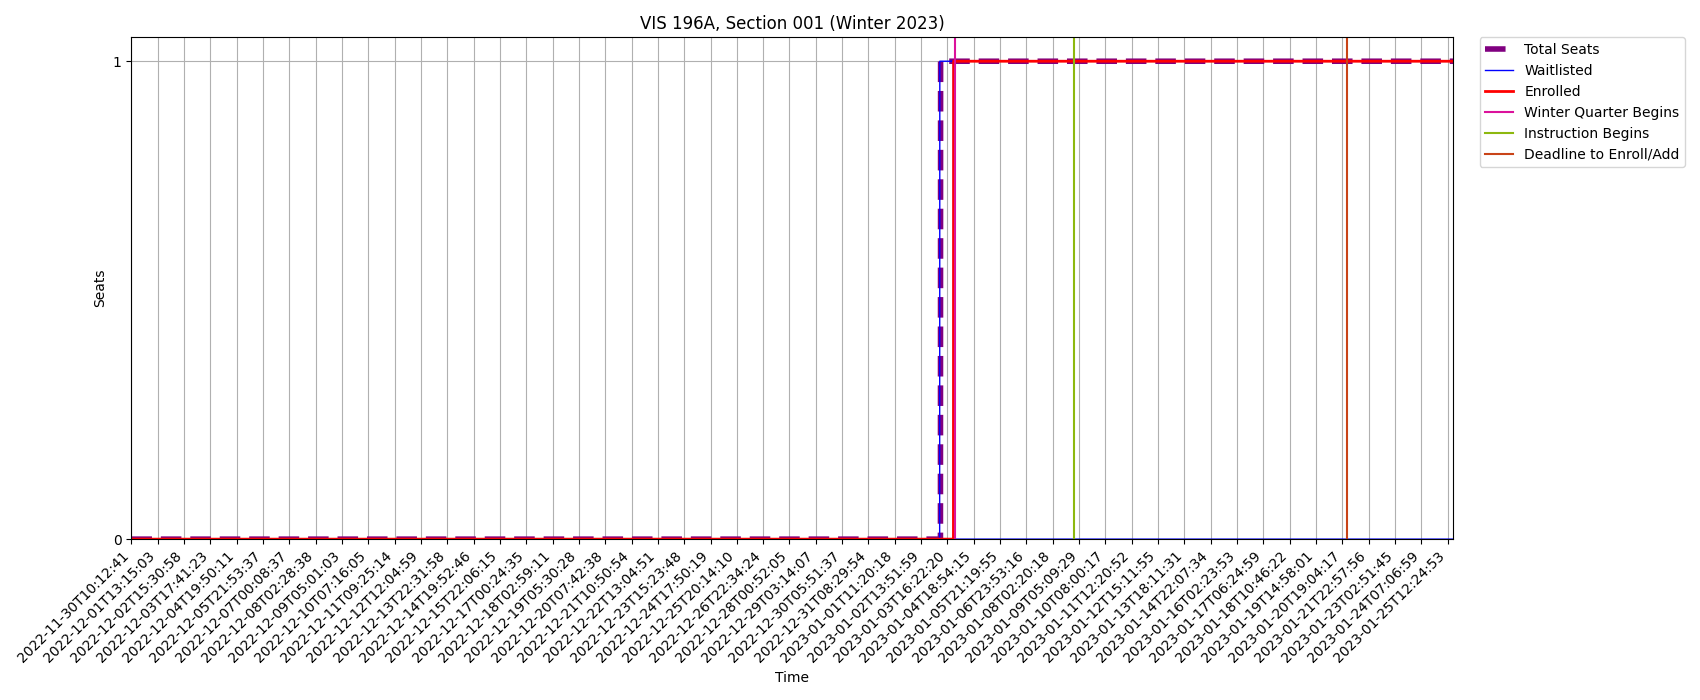 VIS 196A, Section 001 (Winter 2023)
Total Seats
Waitlisted
Enrolled
Winter Quarter Begins
Instruction Begins
Deadline to Enroll/Add
Seats
1
0
2022-11-30T10:12:41
2022-12-01T13:15:03
2022-12-02T15:30:58
2022-12-03T17:41:23
2022-12-04T19:50:11
2022-12-05T21:53:37
2022-12-07T00:08:37
2022-12-08T02:28:38
2022-12-09T05:01:03
2022-12-10T07:16:05
2022-12-11T09:25:14
2022-12-12T12:04:59
2022-12-13T22:31:58
2022-12-14T19:52:46
2022-12-15T22:06:15
2022-12-17T00:24:35
2022-12-18T02:59:11
2022-12-19T05:30:28
2022-12-20T07:42:38
2022-12-21T10:50:54
2022-12-22T13:04:51
2022-12-23T15:23:48
2022-12-24T17:50:19
2022-12-25T20:14:10
2022-12-26T22:34:24
2022-12-28T00:52:05
2022-12-29T03:14:07
2022-12-30T05:51:37
2022-12-31T08:29:54
2023-01-01T11:20:18
2023-01-02T13:51:59
2023-01-03T16:22:20
2023-01-04T18:54:15
2023-01-05T21:19:55
2023-01-06T23:53:16
2023-01-08T02:20:18
2023-01-09T05:09:29
2023-01-10T08:00:17
2023-01-11T12:20:52
2023-01-12T15:11:55
2023-01-13T18:11:31
2023-01-14T22:07:34
2023-01-16T02:23:53
2023-01-17T06:24:59
2023-01-18T10:46:22
2023-01-19T14:58:01
2023-01-20T19:04:17
2023-01-21T22:57:56
2023-01-23T02:51:45
2023-01-24T07:06:59
2023-01-25T12:24:53
Time